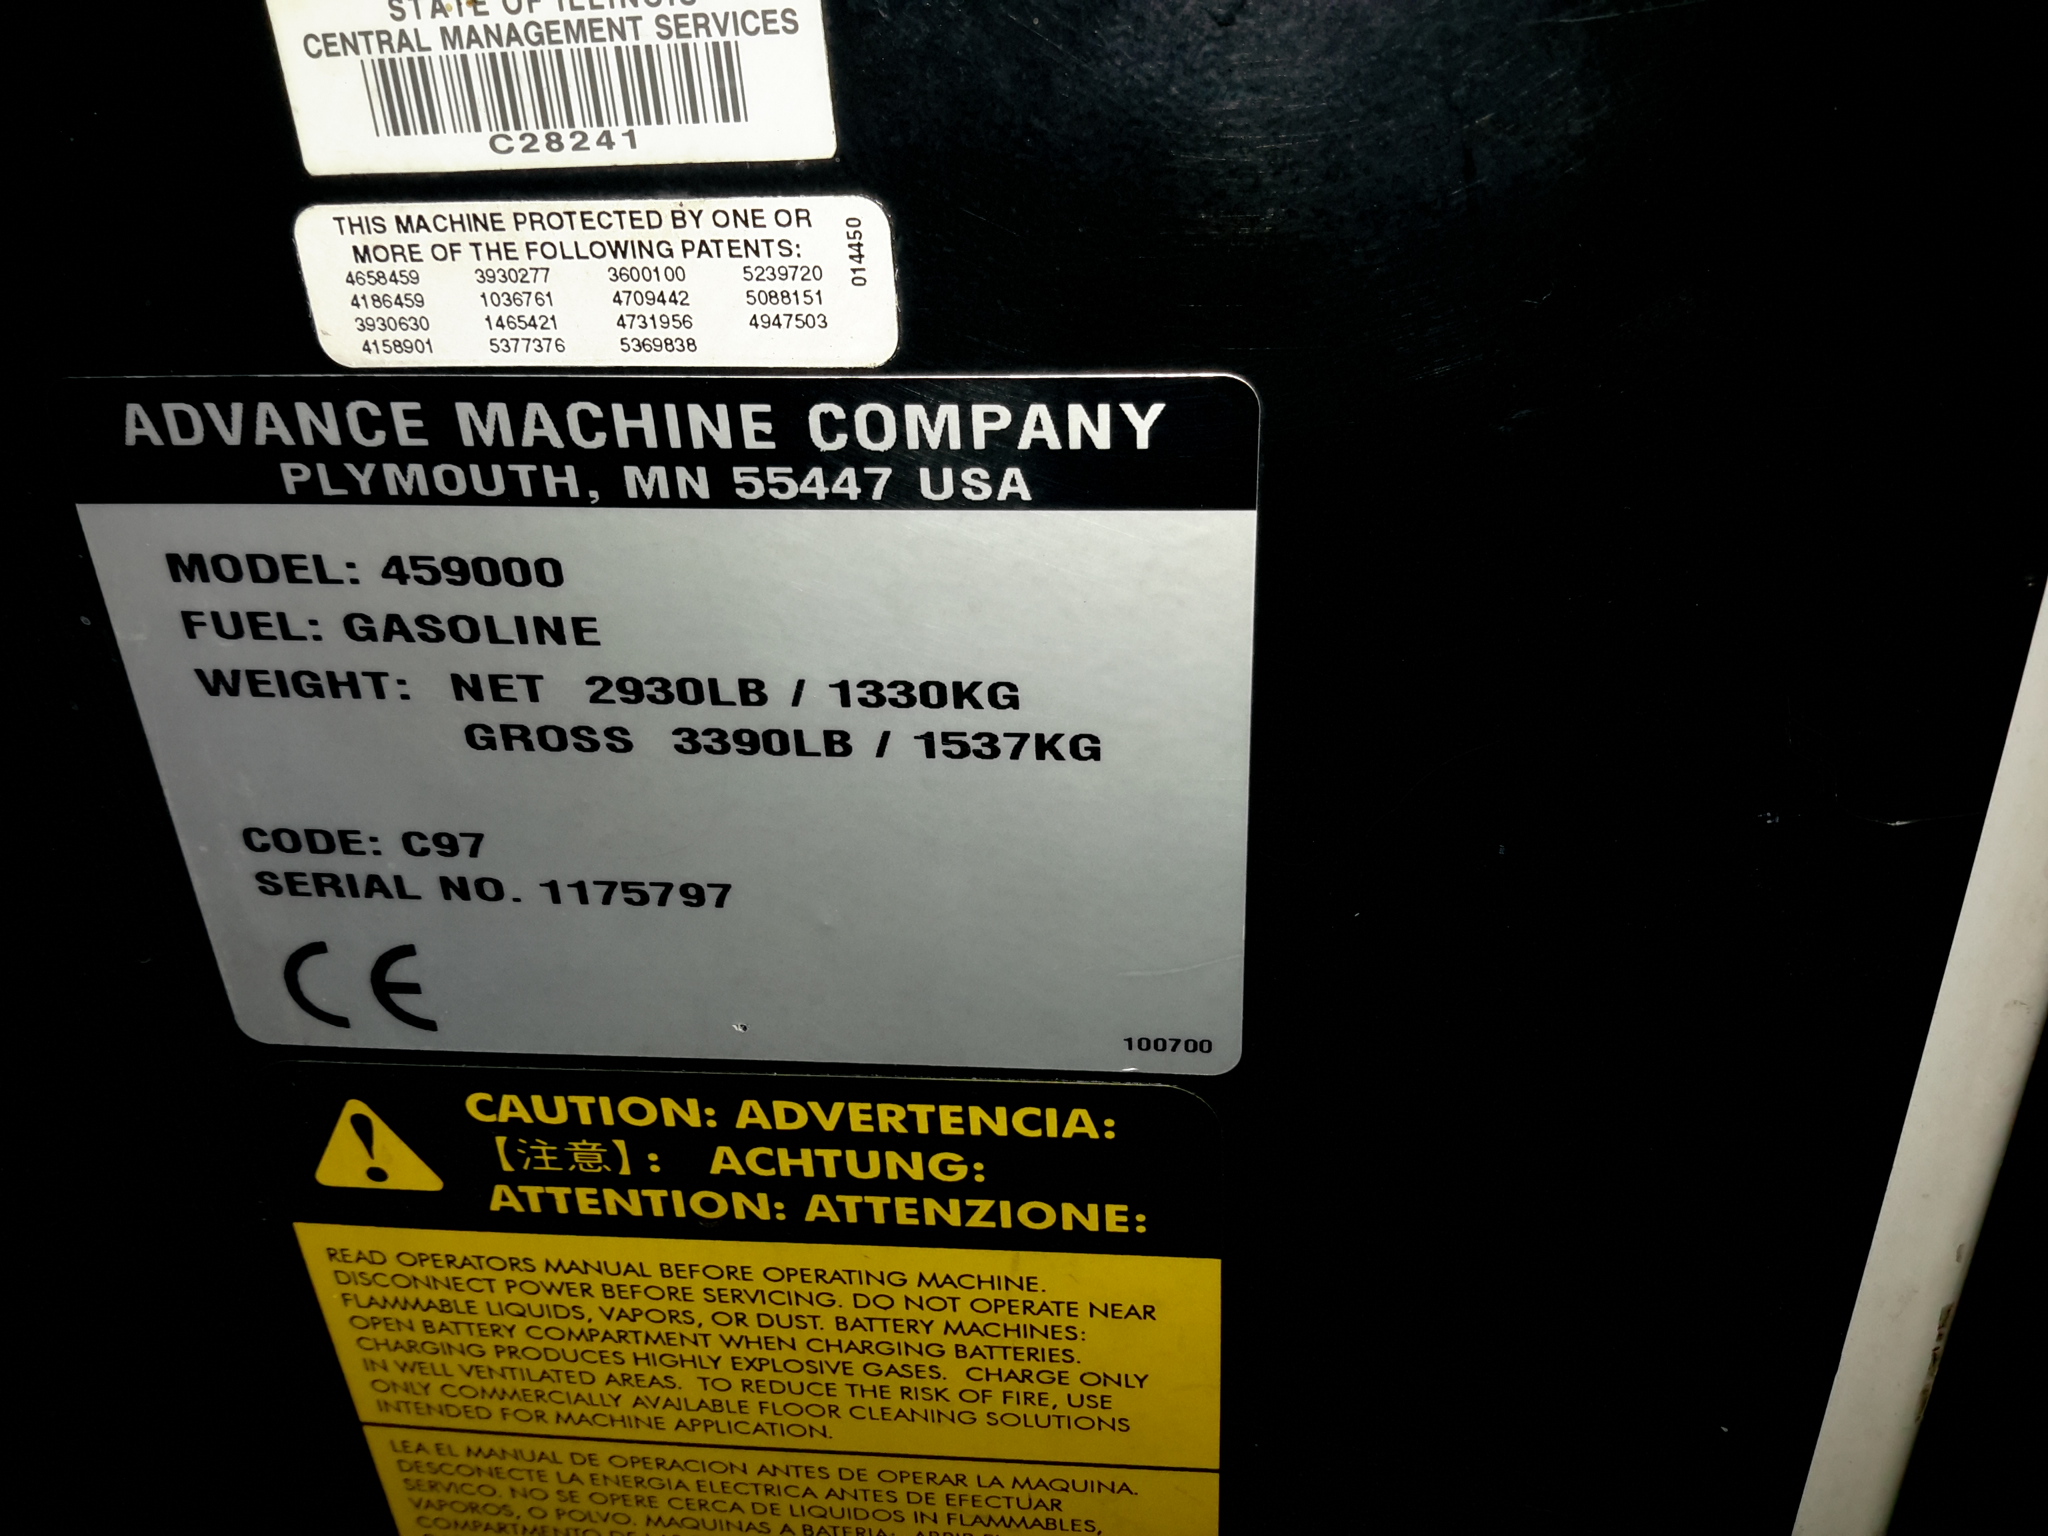 STATE OF ILLINOIS
CENTRAL MANAGEMENT SERVICES
C28241
THIS MACHINE PROTECTED BY ONE OR
MORE OF THE FOLLOWING PATENTS:
4658459 3930277 3600100 5239720
4186459 1036761 4709442 5088151
3930630 1465421 4731956 4947503
4158901 5377376 5369838
014450
ADVANCE MACHINE COMPANY
PLYMOUTH, MN 55447 USA
MODEL: 459000
FUEL: GASOLINE
WEIGHT: NET 2930LB / 1330KG
GROSS 3390LB / 1537KG
CODE: C97
SERIAL NO. 1175797
CE
100700
CAUTION: ADVERTENCIA:
【注意】: ACHTUNG:
ATTENTION: ATTENZIONE:
READ OPERATORS MANUAL BEFORE OPERATING MACHINE.
DISCONNECT POWER BEFORE SERVICING. DO NOT OPERATE NEAR
FLAMMABLE LIQUIDS, VAPORS, OR DUST. BATTERY MACHINES:
OPEN BATTERY COMPARTMENT WHEN CHARGING BATTERIES.
CHARGING PRODUCES HIGHLY EXPLOSIVE GASES. CHARGE ONLY
IN WELL VENTILATED AREAS. TO REDUCE THE RISK OF FIRE, USE
ONLY COMMERCIALLY AVAILABLE FLOOR CLEANING SOLUTIONS
INTENDED FOR MACHINE APPLICATION.
LEA EL MANUAL DE OPERACION ANTES DE OPERAR LA MAQUINA.
DESCONECTE LA ENERGIA ELECTRICA ANTES DE EFECTUAR
SERVICO. NO SE OPERE CERCA DE LIQUIDOS IN FLAMMABLES,
VAPOROS, O POLVO. MAQUINAS A BATERIA: